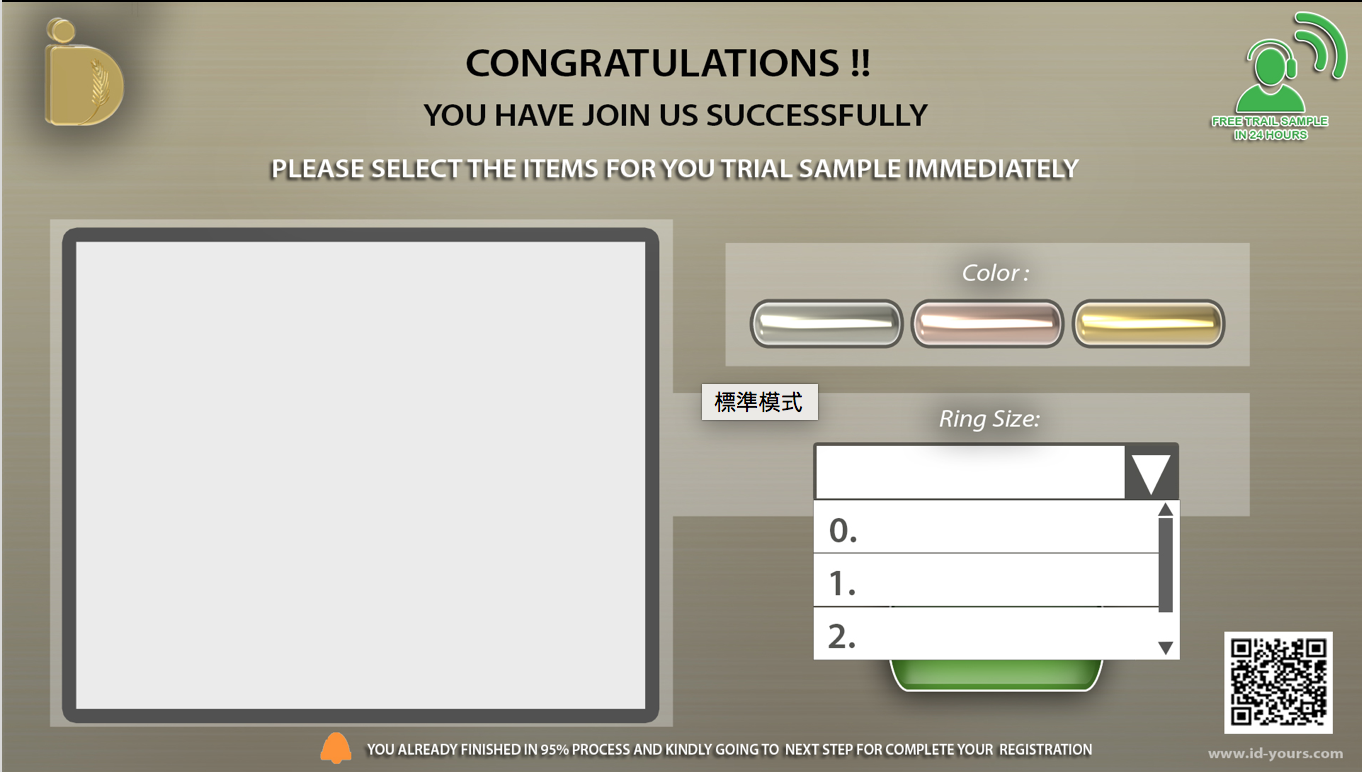 CONGRATULATIONS !!
YOU HAVE JOIN US SUCCESSFULLY
PLEASE SELECT THE ITEMS FOR YOU TRIAL SAMPLE IMMEDIATELY
FREE TRAIL SAMPLE
IN 24 HOURS
Color :
標準模式
Ring Size:
0.
1.
2.
YOU ALREADY FINISHED IN 95% PROCESS AND KINDLY GOING TO NEXT STEP FOR COMPLETE YOUR REGISTRATION
www.id-yours.com